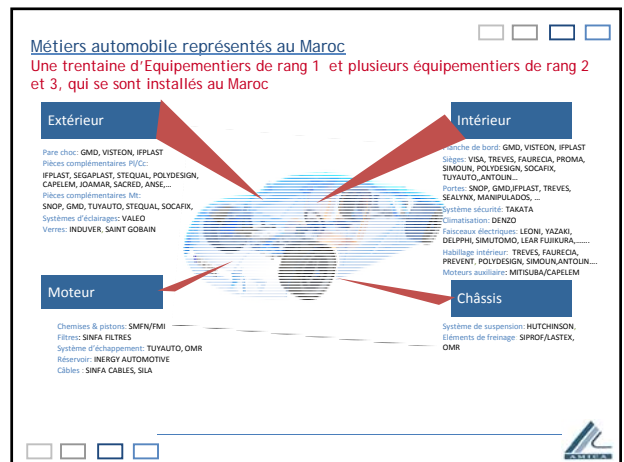 Métiers automobile représentés au Maroc
Une trentaine d'Equipementiers de rang 1 et plusieurs équipementiers de rang 2
et 3, qui se sont installés au Maroc
Extérieur
Pare choc: GMD, VISTEON, IFPLAST
Pièces complémentaires Pl/Cc:
IFPLAST, SEGAPLAST, STEQUAL, POLYDESIGN,
CAPELEM, JOAMAR, SACRED, ANSE,...
Pièces complémentaires Mt:
SNOP, GMD, TUYAUTO, STEQUAL, SOCAFIX,
Systèmes d'éclairages: VALEO
Verres: INDUVER, SAINT GOBAIN
Intérieur
Planche de bord: GMD, VISTEON, IFPLAST
Sièges: VISA, TREVES, FAURECIA, PROMA,
SIMOUN, POLYDESIGN, SOCAFIX,
TUYAUTO,,ANTOLIN...
Portes: SNOP, GMD,IFPLAST, TREVES,
SEALYNX, MANIPULADOS, ...
Système sécurité: TAKATA
Climatisation: DENZO
Faisceaux électriques: LEONI, YAZAKI,
DELPPHI, SIMUTOMO, LEAR FUJIKURA,.......
Habillage intérieur: TREVES, FAURECIA,
PREVENT, POLYDESIGN, SIMOUN,ANTOLIN....
Moteurs auxiliaire: MITISUBA/CAPELEM
Moteur
Chemises & pistons: SMFN/FMI
Filtres: SINFA FILTRES
Système d'échappement: TUYAUTO, OMR
Réservoir: INERGY AUTOMOTIVE
Câbles : SINFA CABLES, SILA
Châssis
Système de suspension: HUTCHINSON,
Eléments de freinage SIPROF/LASTEX,
OMR
AMICA